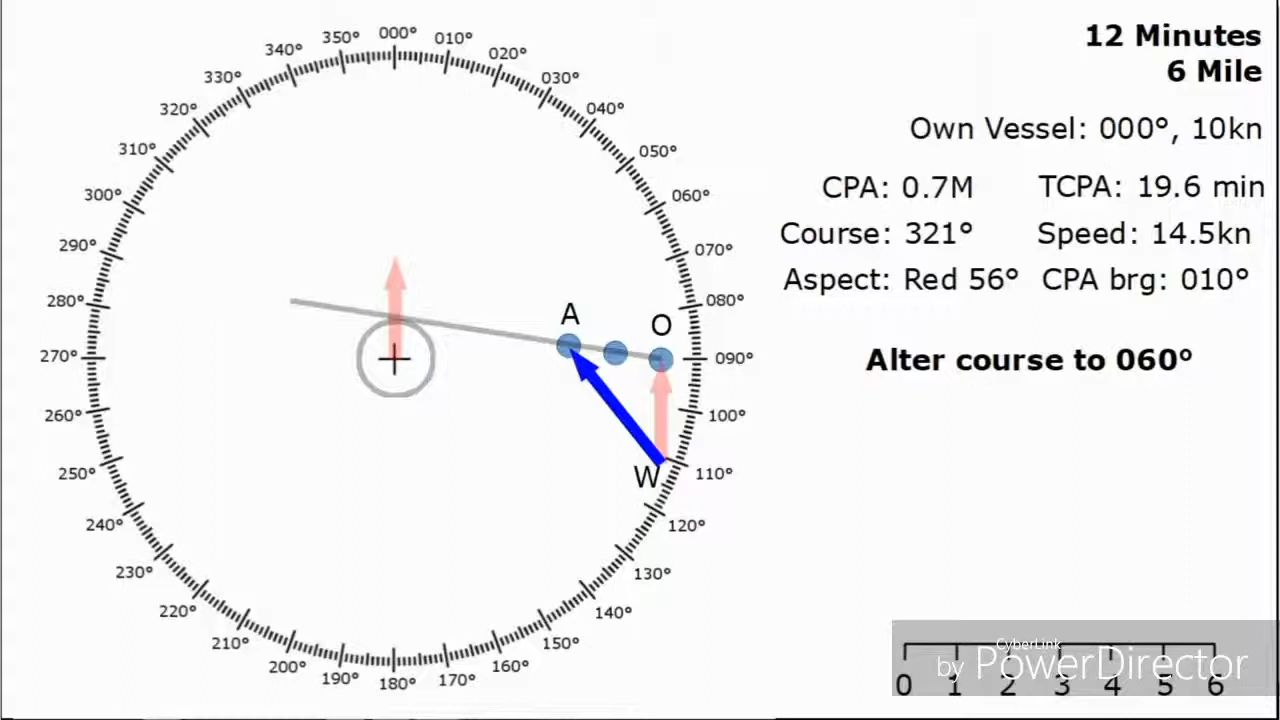 12 Minutes
6 Mile
Own Vessel: 000°, 10kn
CPA: 0.7M TCPA: 19.6 min
Course: 321° Speed: 14.5kn
Aspect: Red 56° CPA brg: 010°
Alter course to 060°
000°
010°
020°
030°
040°
050°
060°
070°
080°
090°
100°
110°
120°
130°
140°
150°
160°
170°
180°
190°
200°
210°
220°
230°
240°
250°
260°
270°
280°
290°
300°
310°
320°
330°
340°
350°
A
O
W
CyberLink
by PowerDirector
0 1 2 3 4 5 6